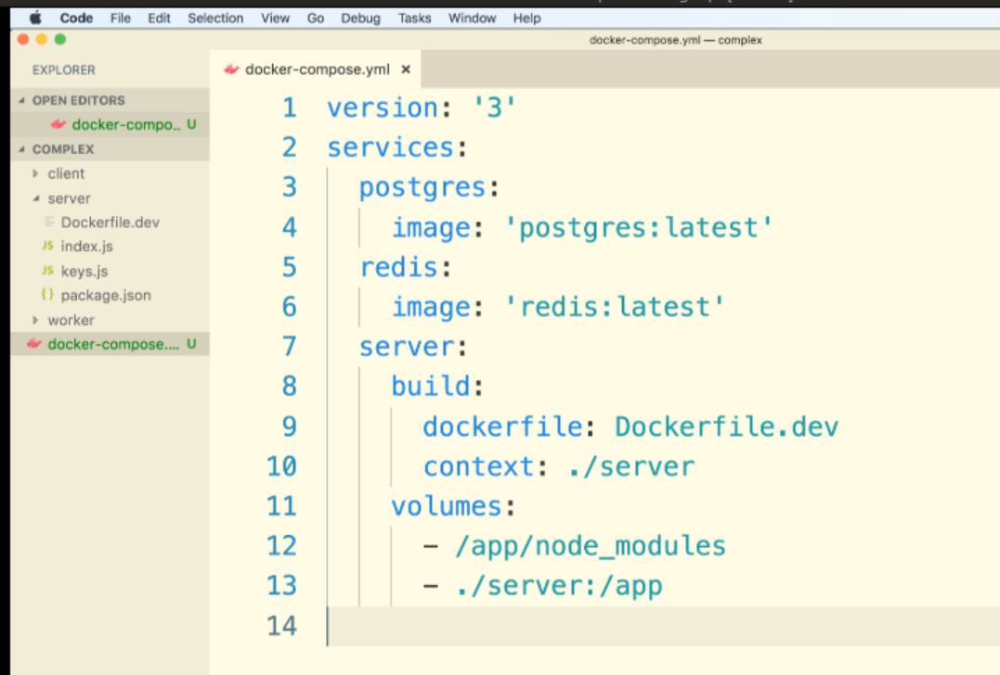 Code File Edit Selection View Go Debug Tasks Window Help
docker-compose.yml — complex
EXPLORER
OPEN EDITORS
docker-compo.. U
COMPLEX
client
server
Dockerfile.dev
JS index.js
JS keys.js
{} package.json
worker
docker-compose.... U
docker-compose.yml ×
1 version: '3'
2 services:
3   postgres:
4     image: 'postgres:latest'
5   redis:
6     image: 'redis:latest'
7   server:
8     build:
9       dockerfile: Dockerfile.dev
10       context: ./server
11     volumes:
12       - /app/node_modules
13       - ./server:/app
14